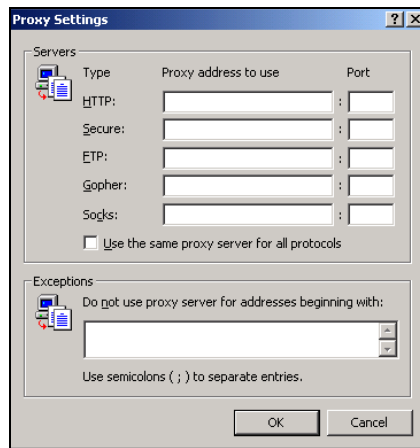 Proxy Settings
Servers
Type Proxy address to use Port
HTTP: :
Secure: :
FTP: :
Gopher: :
Socks: :
Use the same proxy server for all protocols
Exceptions
Do not use proxy server for addresses beginning with:
Use semicolons ( ; ) to separate entries.
OK Cancel